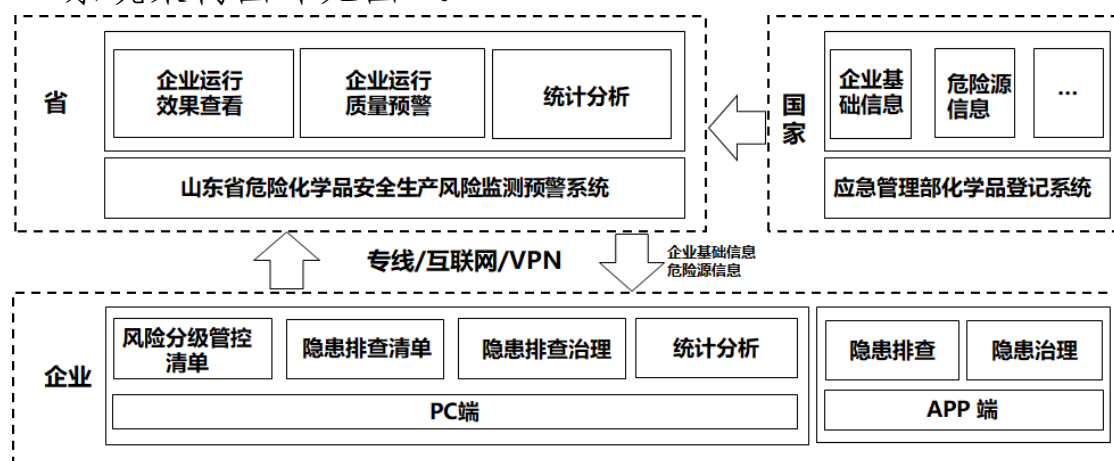 省
企业运行
效果查看
企业运行
质量预警
统计分析
山东省危险化学品安全生产风险监测预警系统
国
家
企业基
础信息
危险源
信息
...
应急管理部化学品登记系统
专线/互联网/VPN
企业基础信息
危险源信息
企业
风险分级管控
清单
隐患排查清单
隐患排查治理
统计分析
PC端
隐患排查
隐患治理
APP 端